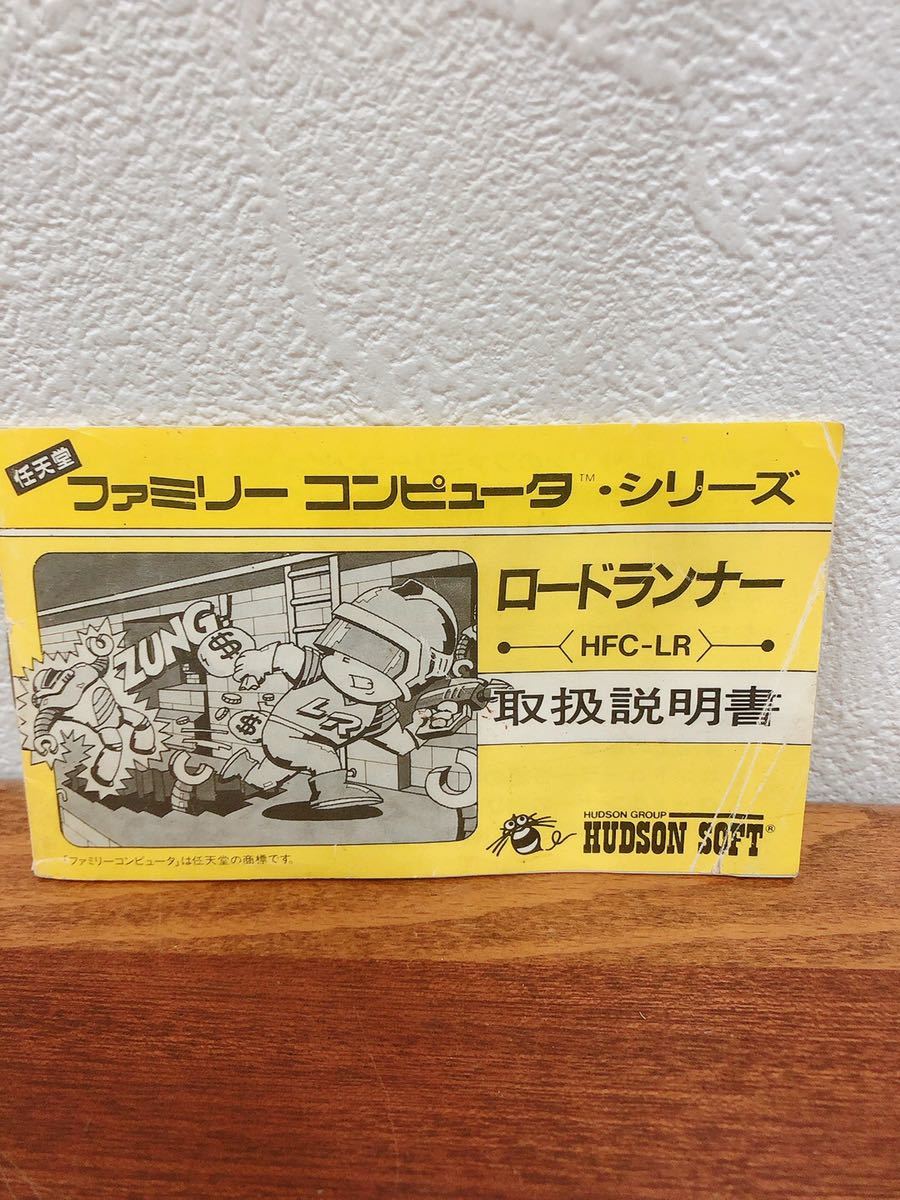 任天堂
ファミリー コンピュータ™・シリーズ
ロードランナー
HFC-LR
取扱説明書
ZUNG!
$
$
LR
HUDSON GROUP
HUDSON SOFT®
「ファミリーコンピュータ」は任天堂の商標です。